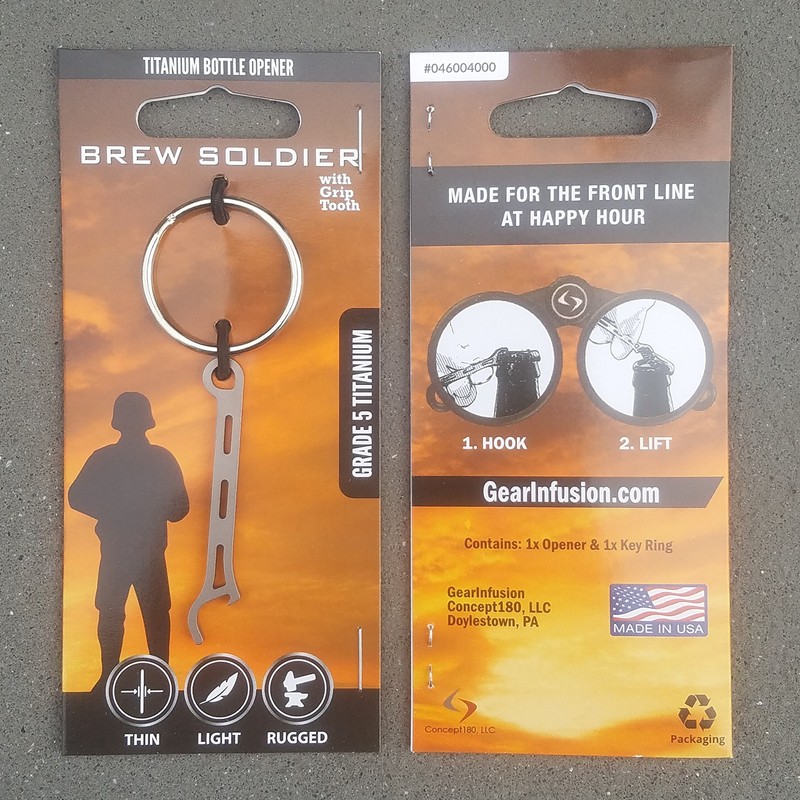 TITANIUM BOTTLE OPENER
BREW SOLDIER
with
Grip
Tooth
GRADE 5 TITANIUM
THIN
LIGHT
RUGGED
#046004000
MADE FOR THE FRONT LINE
AT HAPPY HOUR
1. HOOK
2. LIFT
GearInfusion.com
Contains: 1x Opener & 1x Key Ring
GearInfusion
Concept180, LLC
Doylestown, PA
MADE IN USA
Concept180, LLC
Packaging